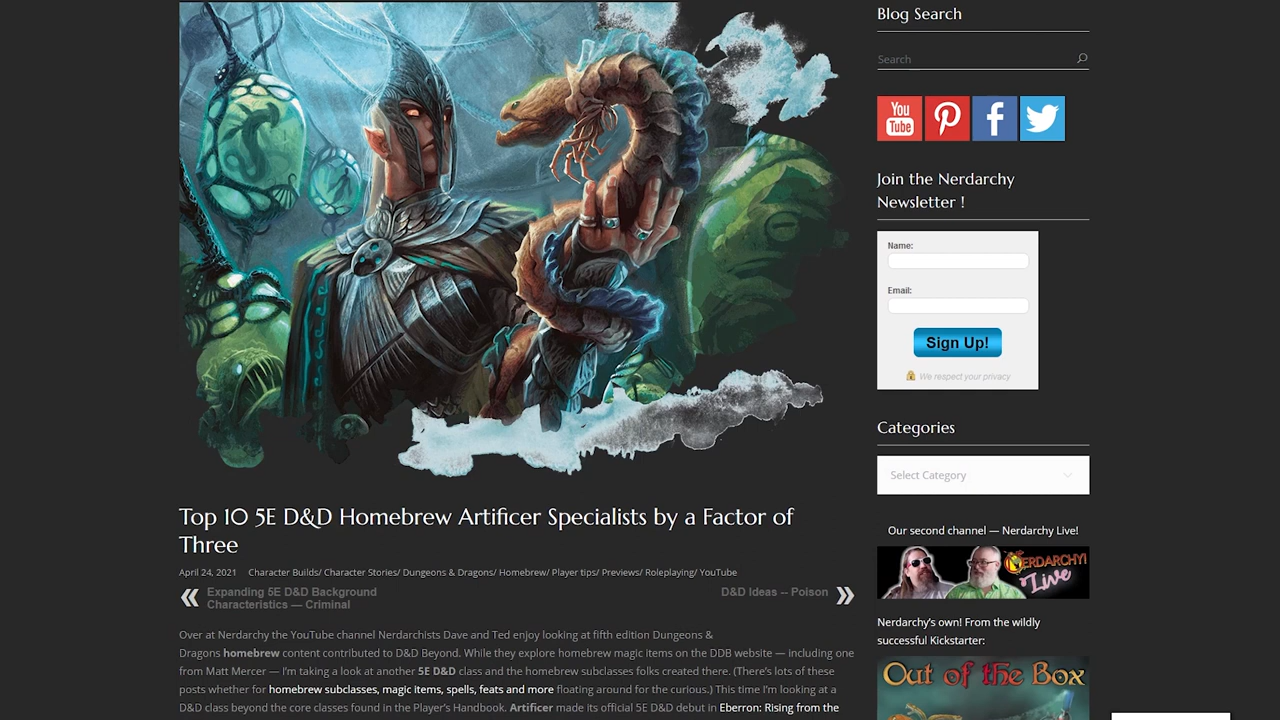 Blog Search
Search
You
Tube
Join the Nerdarchy
Newsletter !
Name:
Email:
Sign Up!
We respect your privacy
Categories
Select Category
Top 10 5E D&D Homebrew Artificer Specialists by a Factor of
Three
April 24, 2021 Character Builds/ Character Stories/ Dungeons & Dragons/ Homebrew/ Player tips/ Previews/ Roleplaying/ YouTube
Expanding 5E D&D Background
Characteristics — Criminal
D&D Ideas -- Poison
Over at Nerdarchy the YouTube channel Nerdarchists Dave and Ted enjoy looking at fifth edition Dungeons &
Dragons homebrew content contributed to D&D Beyond. While they explore homebrew magic items on the DDB website — including one
from Matt Mercer — I'm taking a look at another 5E D&D class and the homebrew subclasses folks created there. (There's lots of these
posts whether for homebrew subclasses, magic items, spells, feats and more floating around for the curious.) This time I'm looking at a
D&D class beyond the core classes found in the Player's Handbook. Artificer made its official 5E D&D debut in Eberron: Rising from the
Our second channel — Nerdarchy Live!
NERDARCHY!
Live
Nerdarchy's own! From the wildly
successful Kickstarter:
Out of the Box